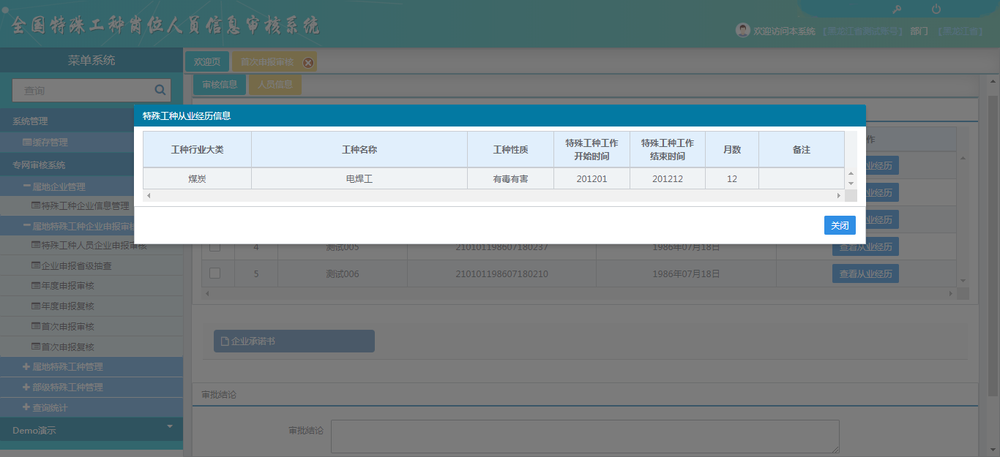 全国特殊工种岗位人员信息审核系统
欢迎访问本系统 【黑龙江省测试账号】 部门 【黑龙江省】
菜单系统
查询
系统管理
缓存管理
专网审核系统
属地企业管理
特殊工种企业信息管理
属地特殊工种企业申报审核
特殊工种人员企业申报审核
企业申报省级抽查
年度申报审核
年度申报复核
首次申报审核
首次申报复核
属地特殊工种管理
部级特殊工种管理
查询统计
Demo演示
欢迎页 首次申报审核
审核信息 人员信息
特殊工种从业经历信息
工种行业大类 工种名称 工种性质 特殊工种工作开始时间 特殊工种工作结束时间 月数 备注
煤炭 电焊工 有毒有害 201201 201212 12
关闭
作
业经历
业经历
业经历
4 测试005 210101198607180237 1986年07月18日 查看从业经历
5 测试006 210101198607180210 1986年07月18日 查看从业经历
企业承诺书
审批结论
审批结论